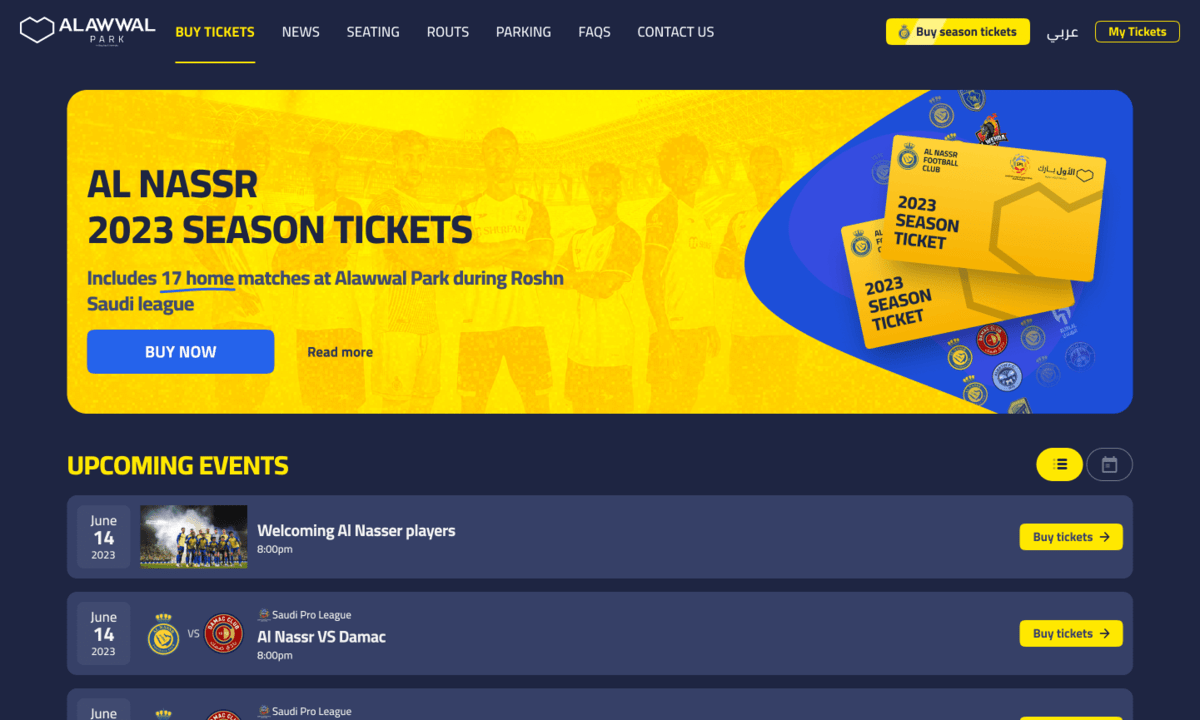 ALAWWAL
PARK
BUY TICKETS
NEWS
SEATING
ROUTS
PARKING
FAQS
CONTACT US
Buy season tickets
عربي
My Tickets
AL NASSR
2023 SEASON TICKETS
Includes 17 home matches at Alawwal Park during Roshn
Saudi league
BUY NOW
Read more
AL NASSR
FOOTBALL
CLUB
الأول بارك
2023
SEASON
TICKET
2023
SEASON
TICKET
UPCOMING EVENTS
June
14
2023
Welcoming Al Nasser players
8:00pm
Buy tickets
June
14
2023
VS
DAMAC CLUB
Saudi Pro League
Al Nassr VS Damac
8:00pm
Buy tickets
June
Saudi Pro League